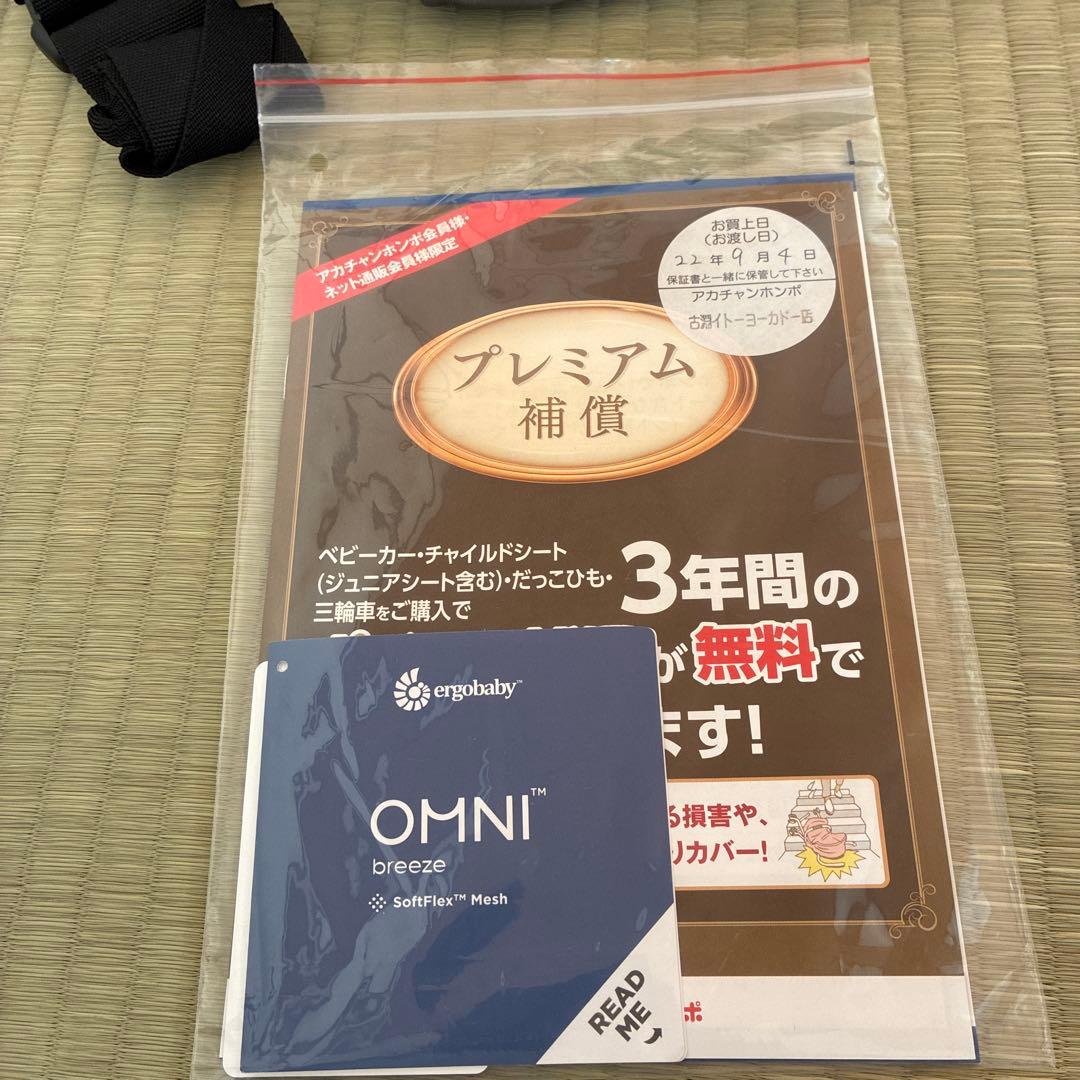 アカチャンホンポ会員様・
ネット通販会員様限定
お買上日
(お渡し日)
22年9月4日
保証書と一緒に保管して下さい
アカチャンホンポ
古淵イトーヨーカドー店
プレミアム
補償
ベビーカー・チャイルドシート
(ジュニアシート含む)・だっこひも・
三輪車をご購入で
3年間の
が無料で
ます!
る損害や、
りカバー!
ergobaby™
OMNI™
breeze
SoftFlex™ Mesh
READ
ME
ポ